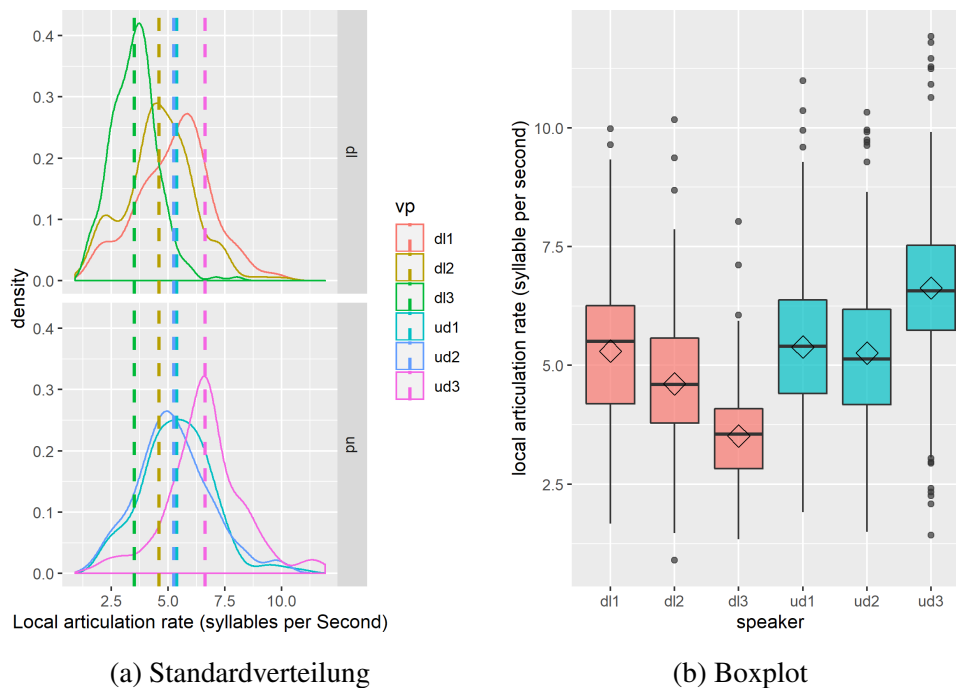 0.4
0.3
0.2
0.1
0.0
dl
0.4
0.3
0.2
0.1
0.0
ud
density
2.5 5.0 7.5 10.0
Local articulation rate (syllables per Second)
vp
dl1
dl2
dl3
ud1
ud2
ud3
local articulation rate (syllable per second)
10.0
7.5
5.0
2.5
dl1 dl2 dl3 ud1 ud2 ud3
speaker
(a) Standardverteilung
(b) Boxplot